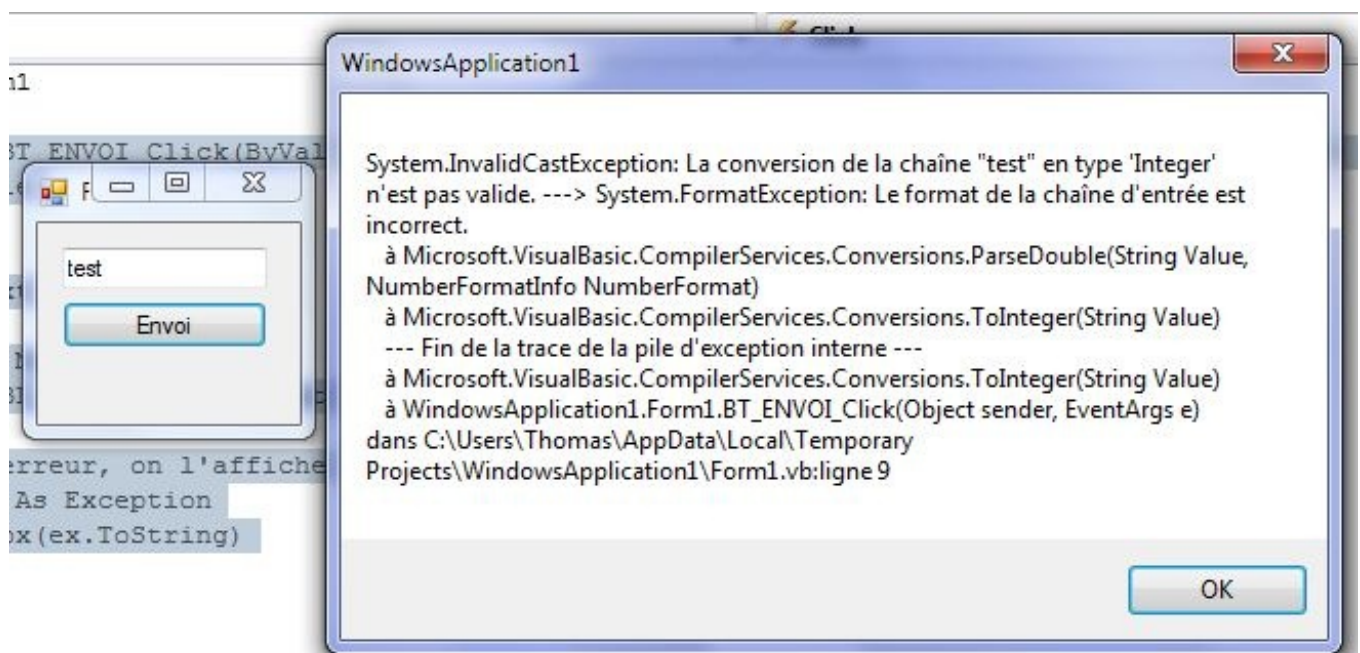 Click
WindowsApplication1
BT_ENVOI_Click(ByVal
test
Envoi
erreur, on l'affiche
As Exception
(ex.ToString)
System.InvalidCastException: La conversion de la chaîne "test" en type 'Integer'
n'est pas valide. ---> System.FormatException: Le format de la chaîne d'entrée est
incorrect.
à Microsoft.VisualBasic.CompilerServices.Conversions.ParseDouble(String Value,
NumberFormatInfo NumberFormat)
à Microsoft.VisualBasic.CompilerServices.Conversions.ToInteger(String Value)
--- Fin de la trace de la pile d'exception interne ---
à Microsoft.VisualBasic.CompilerServices.Conversions.ToInteger(String Value)
à WindowsApplication1.Form1.BT_ENVOI_Click(Object sender, EventArgs e)
dans C:\Users\Thomas\AppData\Local\Temporary
Projects\WindowsApplication1\Form1.vb:ligne 9
OK